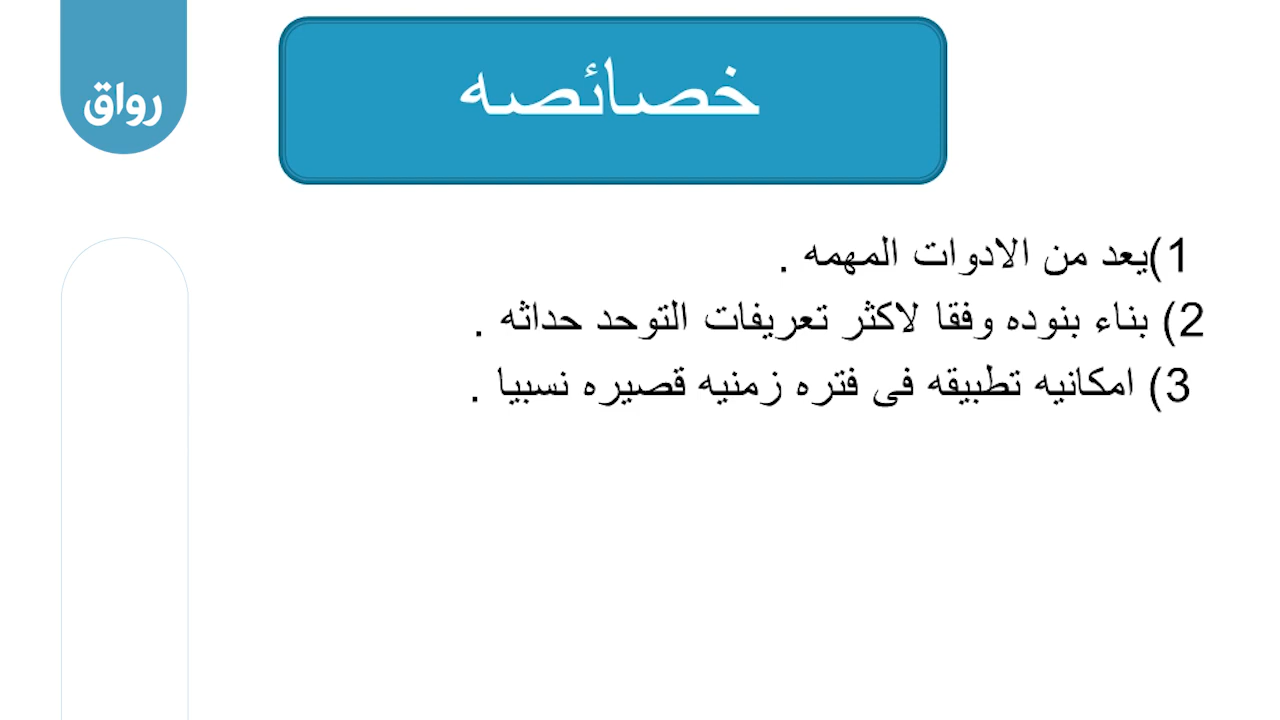 رواق
خصائصه
1)يعد من الادوات المهمه .
2) بناء بنوده وفقا لاكثر تعريفات التوحد حداثه .
3) امكانيه تطبيقه فى فتره زمنيه قصيره نسبيا .